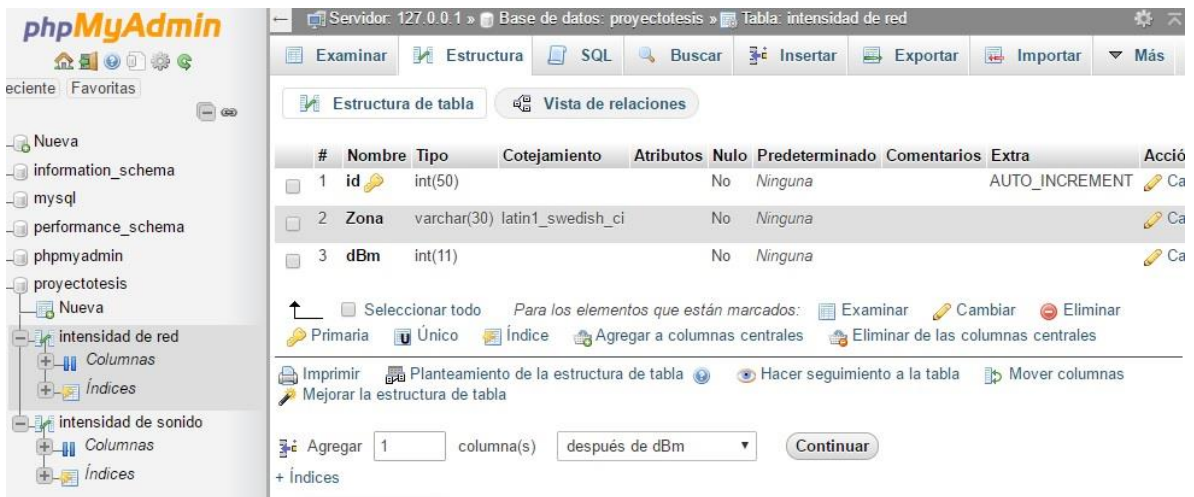 phpMyAdmin
eciente Favoritas
Nueva
information_schema
mysql
performance_schema
phpmyadmin
proyectotesis
Nueva
intensidad de red
Columnas
Índices
intensidad de sonido
Columnas
Índices
Servidor: 127.0.0.1 » Base de datos: proyectotesis » Tabla: intensidad de red
Examinar Estructura SQL Buscar Insertar Exportar Importar Más
Estructura de tabla Vista de relaciones
# Nombre Tipo Cotejamiento Atributos Nulo Predeterminado Comentarios Extra Acció
1 id int(50) No Ninguna AUTO_INCREMENT Ca
2 Zona varchar(30) latin1_swedish_ci No Ninguna Ca
3 dBm int(11) No Ninguna Ca
Seleccionar todo Para los elementos que están marcados: Examinar Cambiar Eliminar
Primaria Único Índice Agregar a columnas centrales Eliminar de las columnas centrales
Imprimir Planteamiento de la estructura de tabla Hacer seguimiento a la tabla Mover columnas
Mejorar la estructura de tabla
Agregar 1 columna(s) después de dBm Continuar
+ Índices